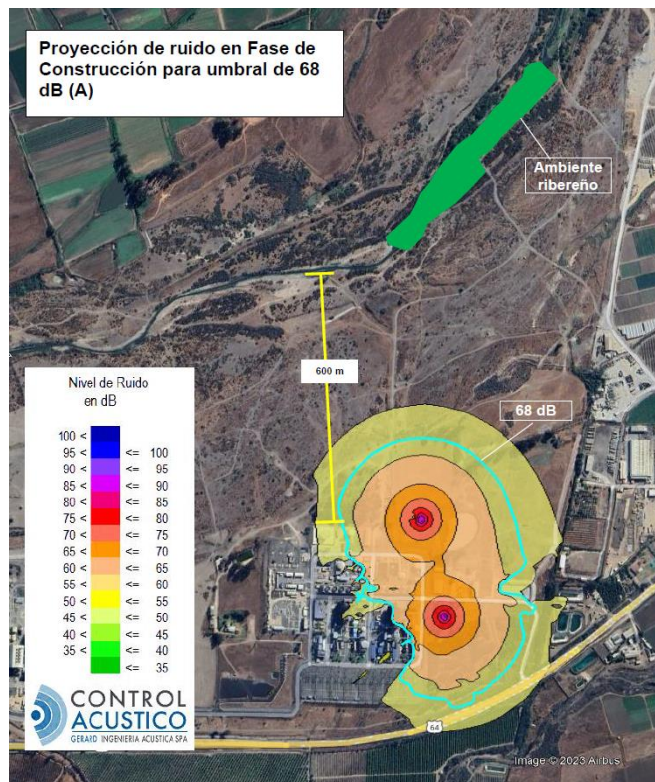 Proyección de ruido en Fase de
Construcción para umbral de 68
dB (A)
Ambiente
ribereño
600 m
68 dB
Nivel de Ruido
en dB
100 <
95 < <= 100
90 < <= 95
85 < <= 90
80 < <= 85
75 < <= 80
70 < <= 75
65 < <= 70
60 < <= 65
55 < <= 60
50 < <= 55
45 < <= 50
40 < <= 45
35 < <= 40
<= 35
CONTROL
ACUSTICO
GERARD INGENIERIA ACUSTICA SPA
64
Image © 2023 Airbus